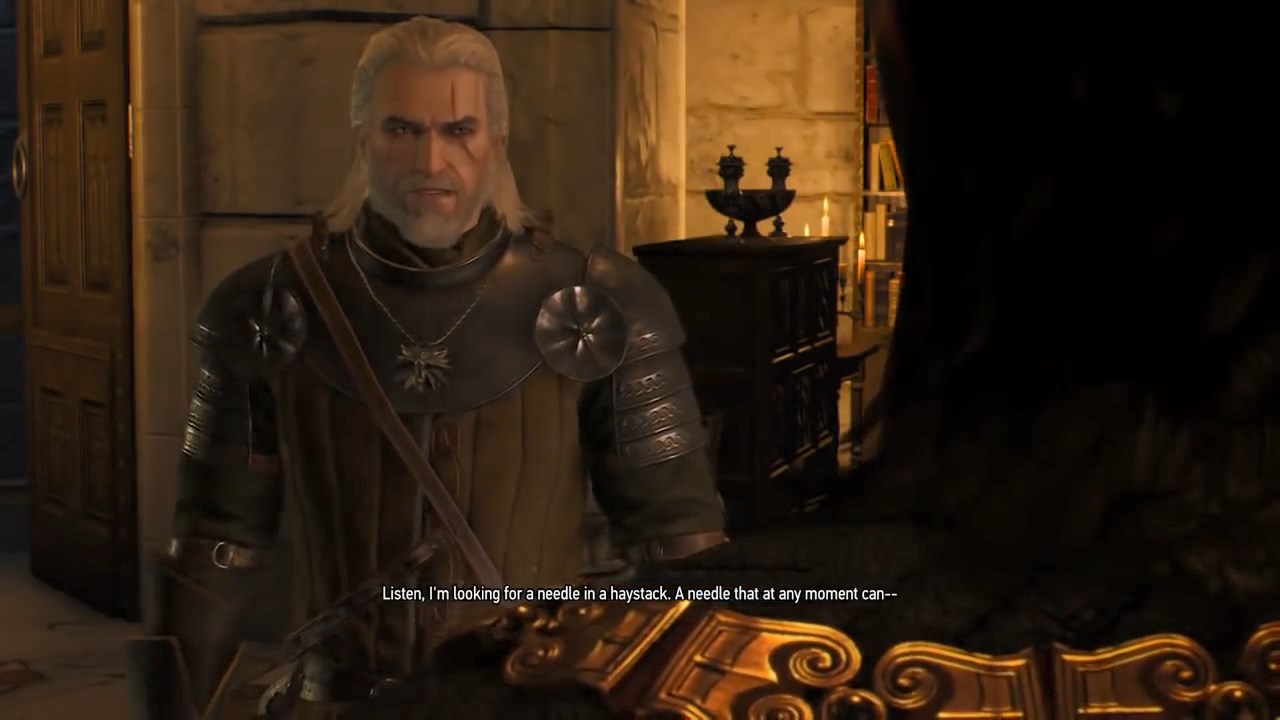 Listen, I'm looking for a needle in a haystack. A needle that at any moment can--